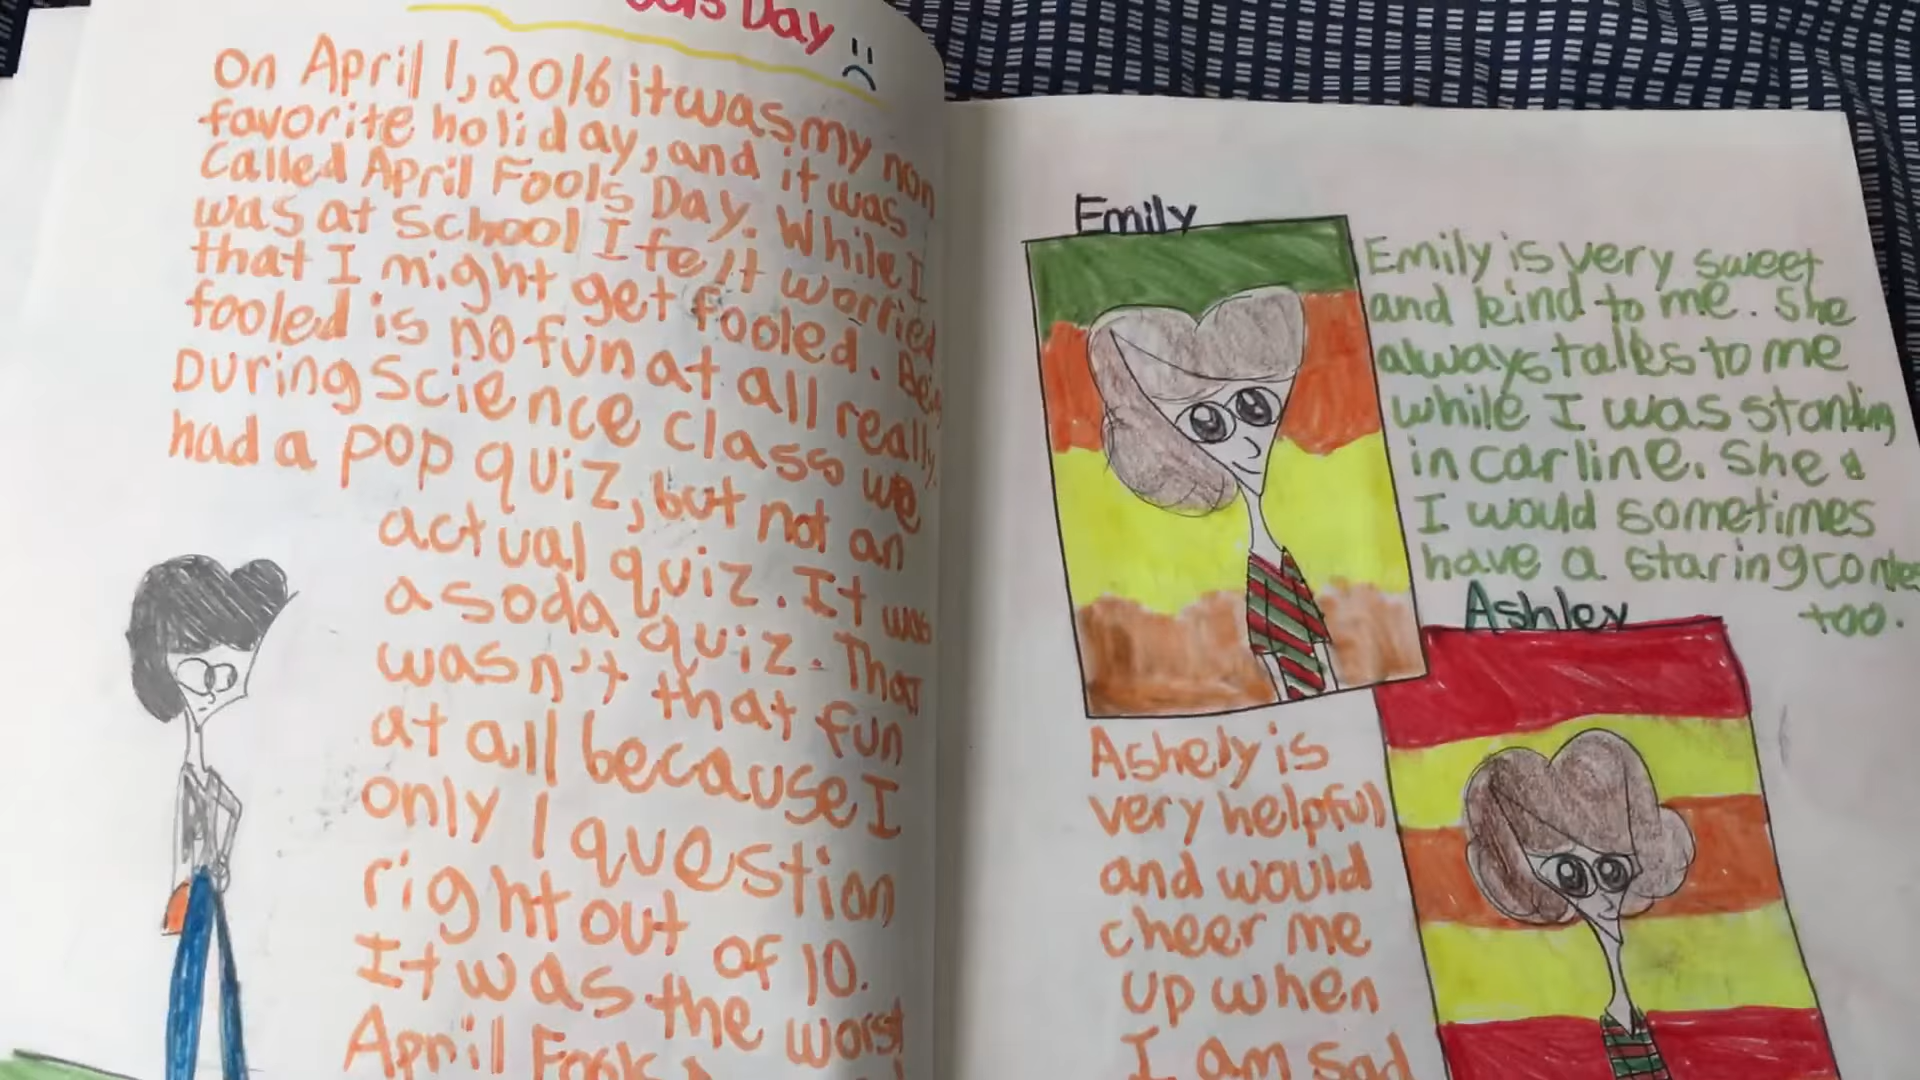 Day
On April 1, 2016 it was my non
favorite holiday, and it was
called April Fools Day. While I
was at school I felt worried
that I might get fooled. Being
fooled is no fun at all really.
During science class we
had a pop quiz, but not an
actual quiz. It was
a soda quiz. That
wasn't that fun
at all because I
only 1 question
right out of 10.
It was the worst
April Fools
Emily
Emily is very sweet
and kind to me. She
always talks to me
while I was standing
in carline. She &
I would sometimes
have a staring contest
too.
Ashley
Ashely is
very helpful
and would
cheer me
up when
I am sad